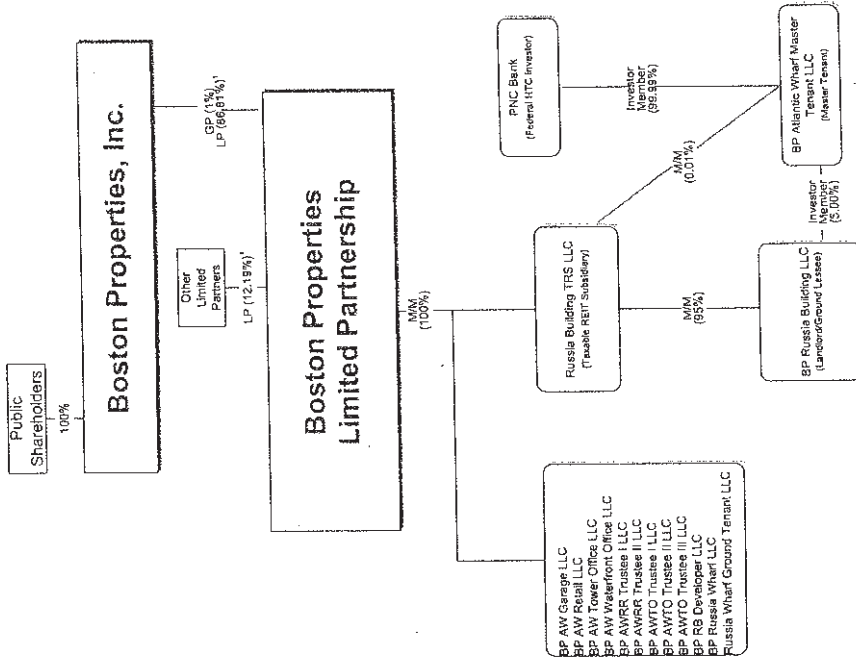 Public
Shareholders
100%
Boston Properties, Inc.
GP (1%)
LP (86.81%)¹
Other
Limited
Partners
LP (12.19%)¹
Boston Properties
Limited Partnership
M/M
(100%)
BP AW Garage LLC
BP AW Retail LLC
BP AW Tower Office LLC
BP AW Waterfront Office LLC
BP AWRR Trustee I LLC
BP AWRR Trustee II LLC
BP AWTO Trustee I LLC
BP AWTO Trustee II LLC
BP AWTO Trustee III LLC
BP RB Developer LLC
BP Russia Wharf LLC
Russia Wharf Ground Tenant LLC
Russia Building TRS LLC
(Taxable REIT Subsidiary)
PNC Bank
(Federal HTC Investor)
M/M
(0.01%)
Investor
Member
(99.99%)
M/M
(95%)
BP Russia Building LLC
(Landlord/Ground Lessee)
Investor
Member
(5.00%)
BP Atlantic Wharf Master
Tenant LLC
(Master Tenant)